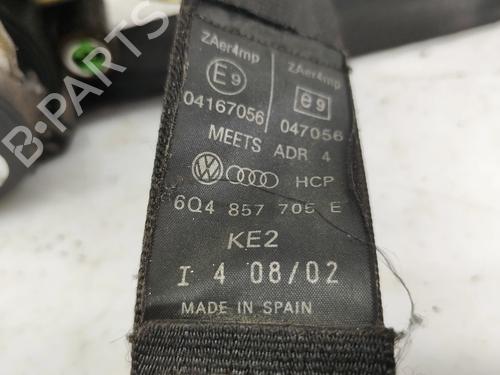 ZAer4mp ZAer4mp
E9 e9
04167056 047056
MEETS ADR 4
HCP
6Q4 857 705 E
KE2
I 4 08/02
MADE IN SPAIN
B-PARTS